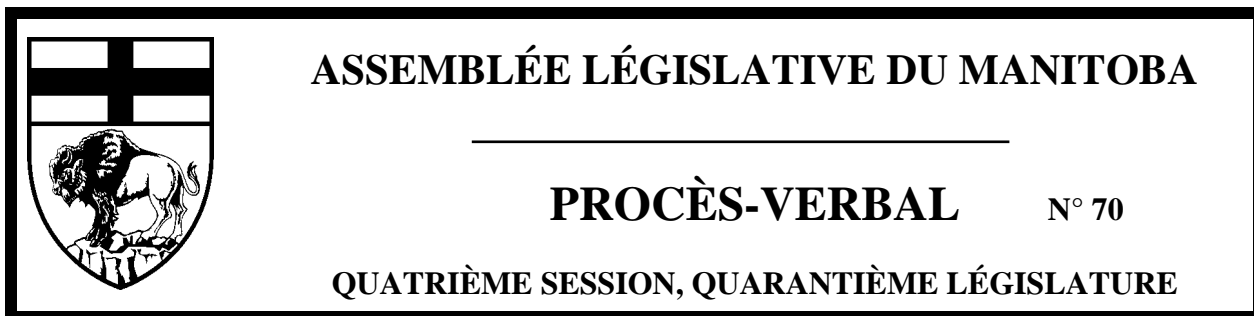 ASSEMBLÉE LÉGISLATIVE DU MANITOBA
PROCÈS-VERBAL N° 70
QUATRIÈME SESSION, QUARANTIÈME LÉGISLATURE